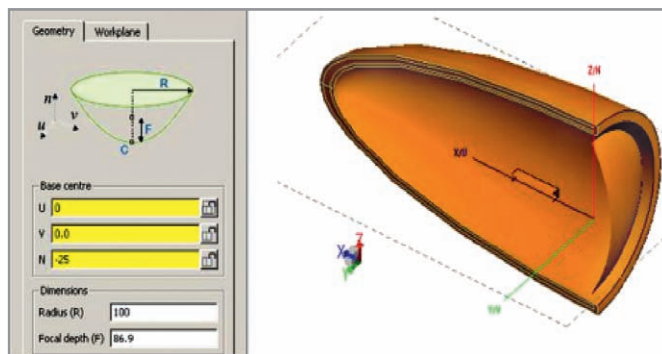 Geometry
Workplane
R
n
v
F
u
C
Base centre
U 0
V 0.0
N -25
Dimensions
Radius (R) 100
Focal depth (F) 86.9
Z/N
X/U
Z
X